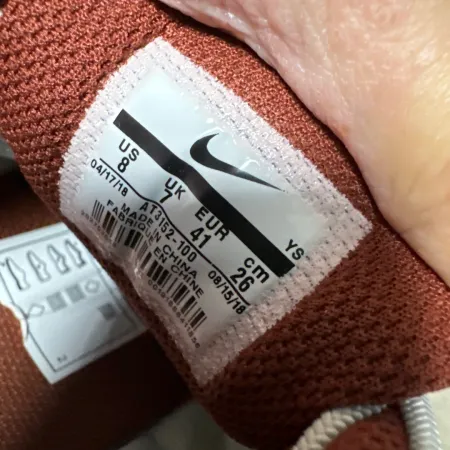 US UK EUR cm YS
8 7 41 26
04/17/18 08/15/18
AT3152-100
MADE IN CHINA
FABRIQUÉ EN CHINE